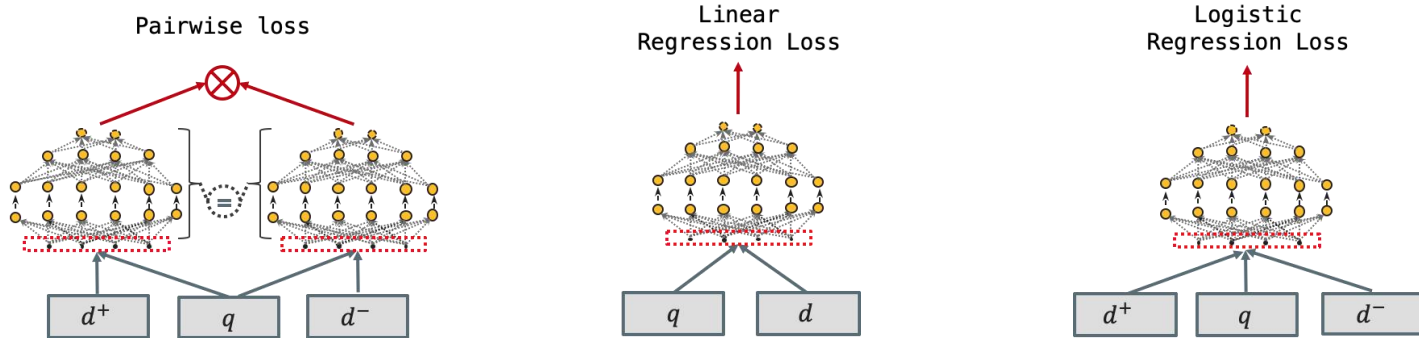 Pairwise loss
=
d⁺
q
d⁻
Linear
Regression Loss
q
d
Logistic
Regression Loss
d⁺
q
d⁻